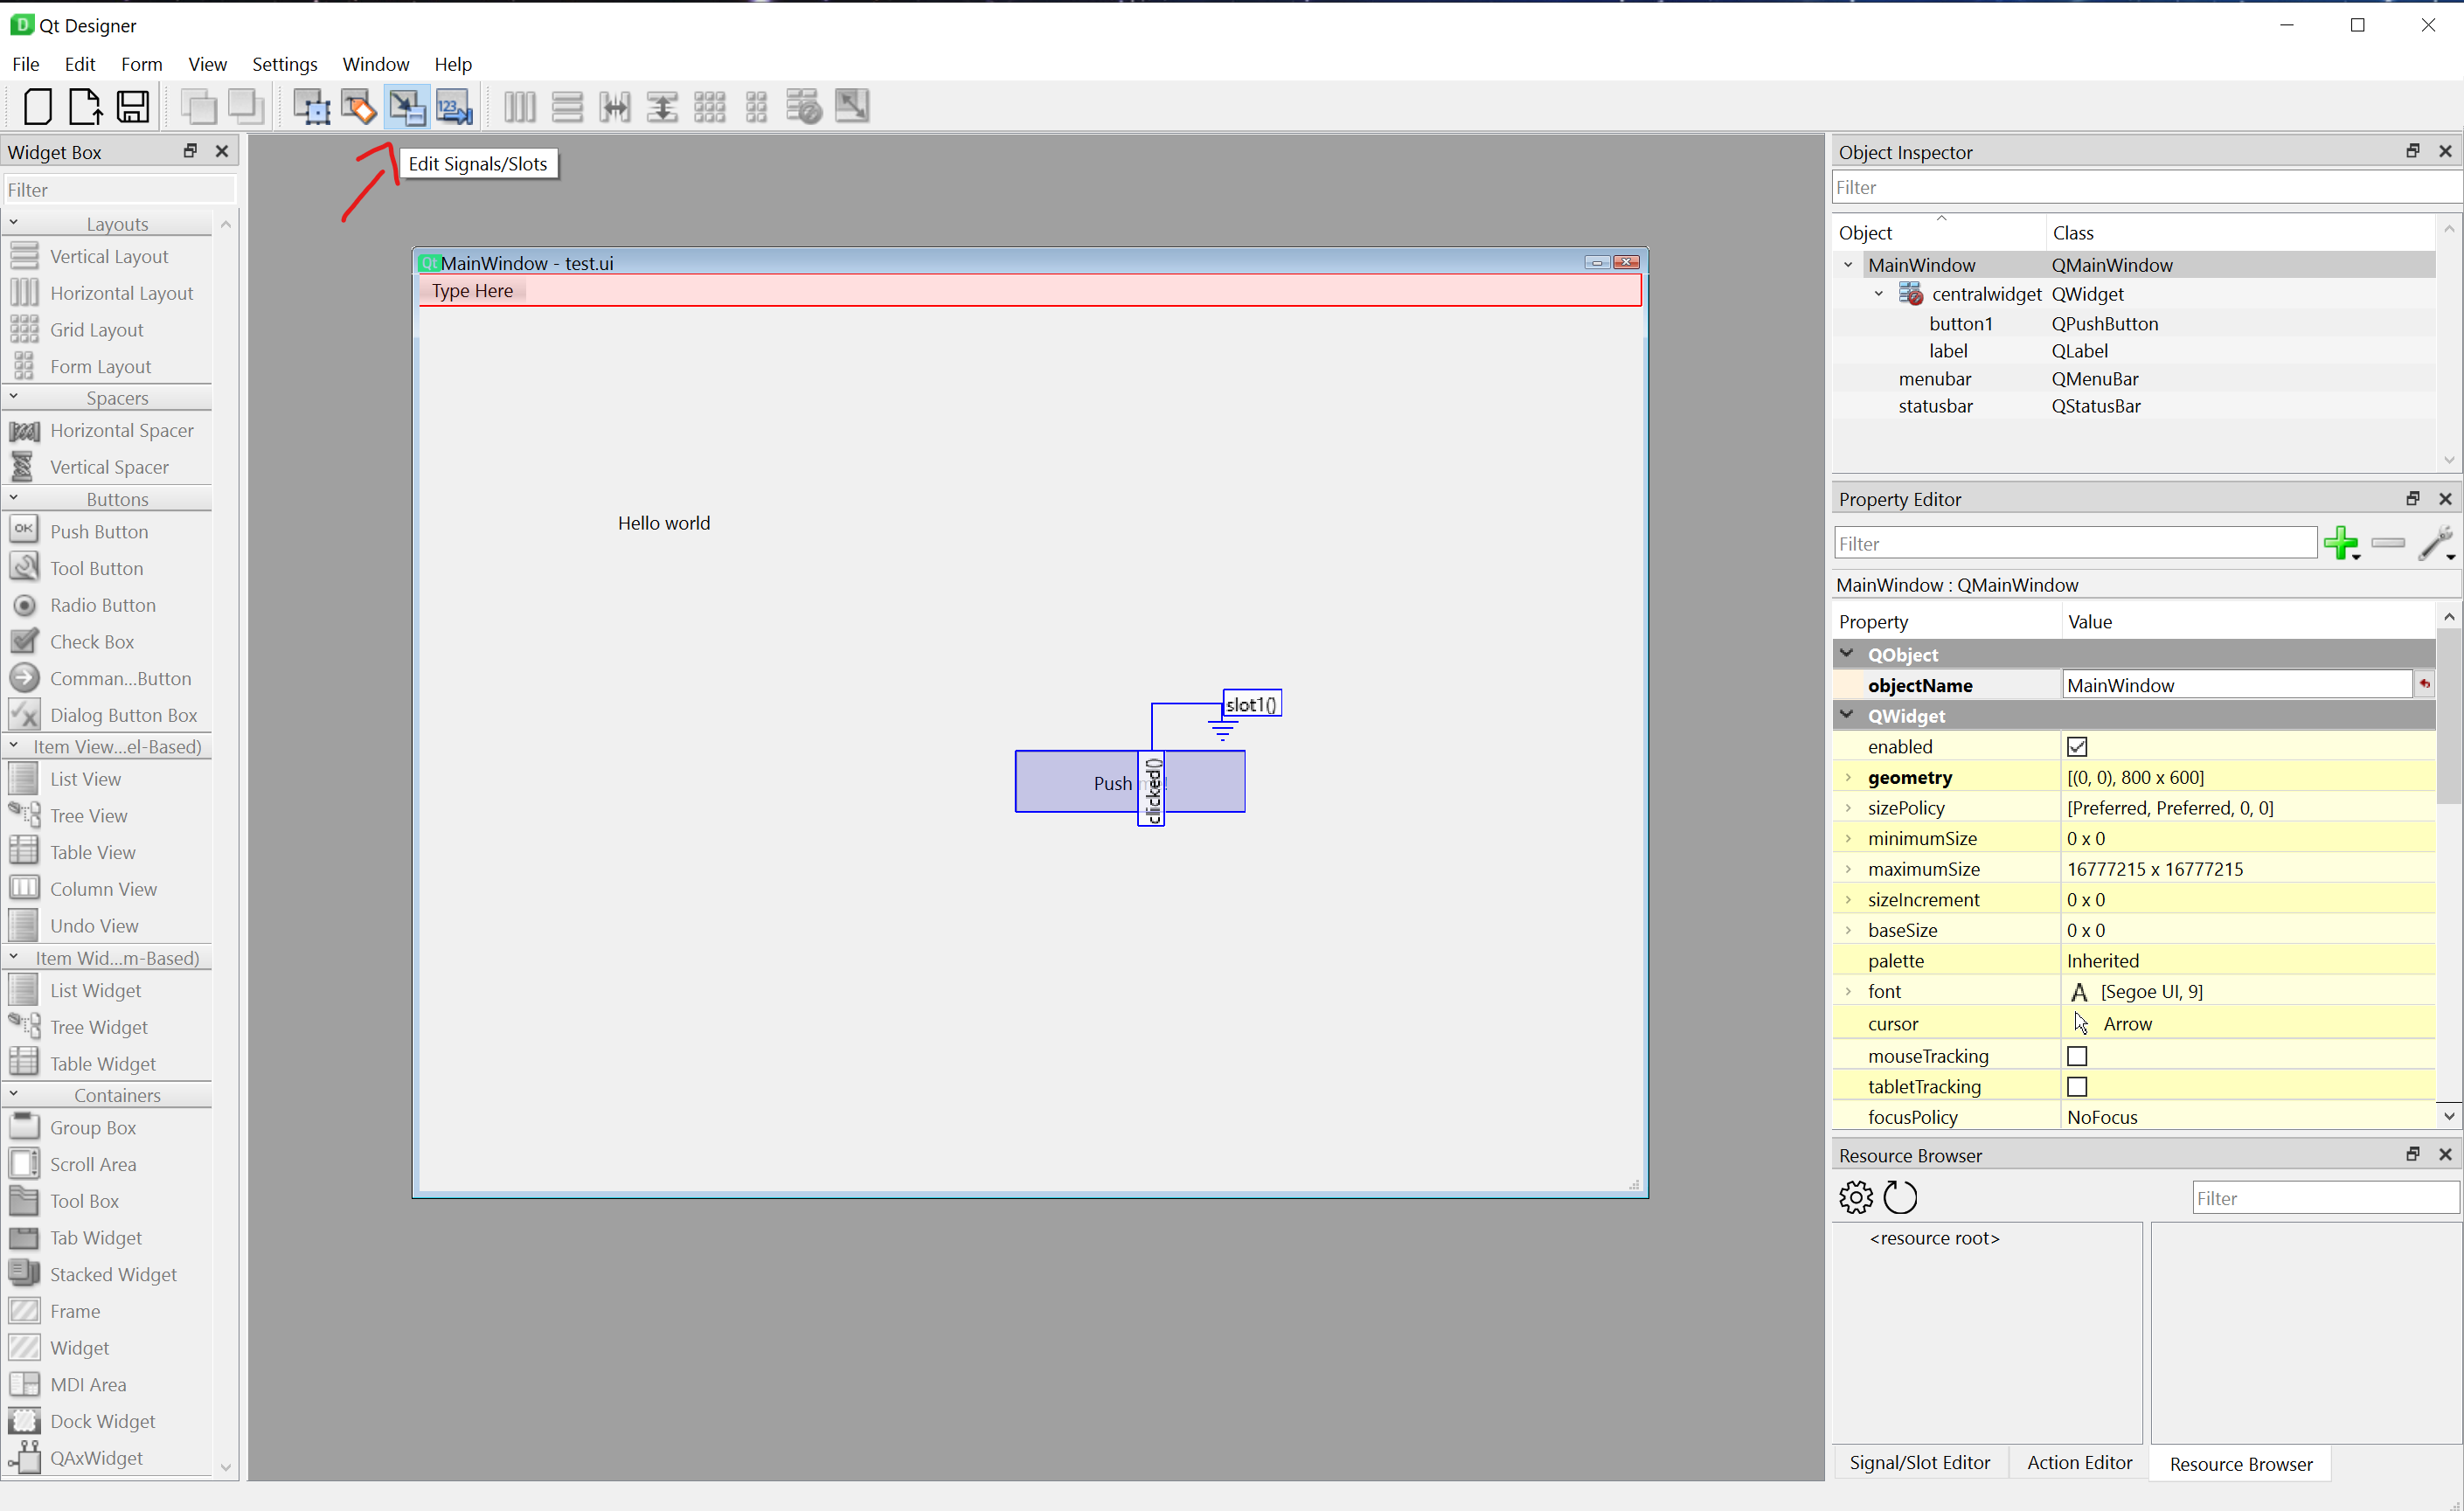 Qt Designer
File Edit Form View Settings Window Help
123
Edit Signals/Slots
Widget Box
Filter
Layouts
Vertical Layout
Horizontal Layout
Grid Layout
Form Layout
Spacers
Horizontal Spacer
Vertical Spacer
Buttons
OK Push Button
Tool Button
Radio Button
Check Box
Comman...Button
Dialog Button Box
Item View...el-Based)
List View
Tree View
Table View
Column View
Undo View
Item Wid...m-Based)
List Widget
Tree Widget
Table Widget
Containers
Group Box
Scroll Area
Tool Box
Tab Widget
Stacked Widget
Frame
Widget
MDI Area
Dock Widget
QAxWidget
Qt MainWindow - test.ui
Type Here
Hello world
slot1()
Push
clicked()
Object Inspector
Filter
Object Class
MainWindow QMainWindow
centralwidget QWidget
button1 QPushButton
label QLabel
menubar QMenuBar
statusbar QStatusBar
Property Editor
Filter
MainWindow : QMainWindow
Property Value
QObject
objectName MainWindow
QWidget
enabled
geometry [(0, 0), 800 x 600]
sizePolicy [Preferred, Preferred, 0, 0]
minimumSize 0 x 0
maximumSize 16777215 x 16777215
sizeIncrement 0 x 0
baseSize 0 x 0
palette Inherited
font A [Segoe UI, 9]
cursor Arrow
mouseTracking
tabletTracking
focusPolicy NoFocus
Resource Browser
Filter
<resource root>
Signal/Slot Editor Action Editor Resource Browser